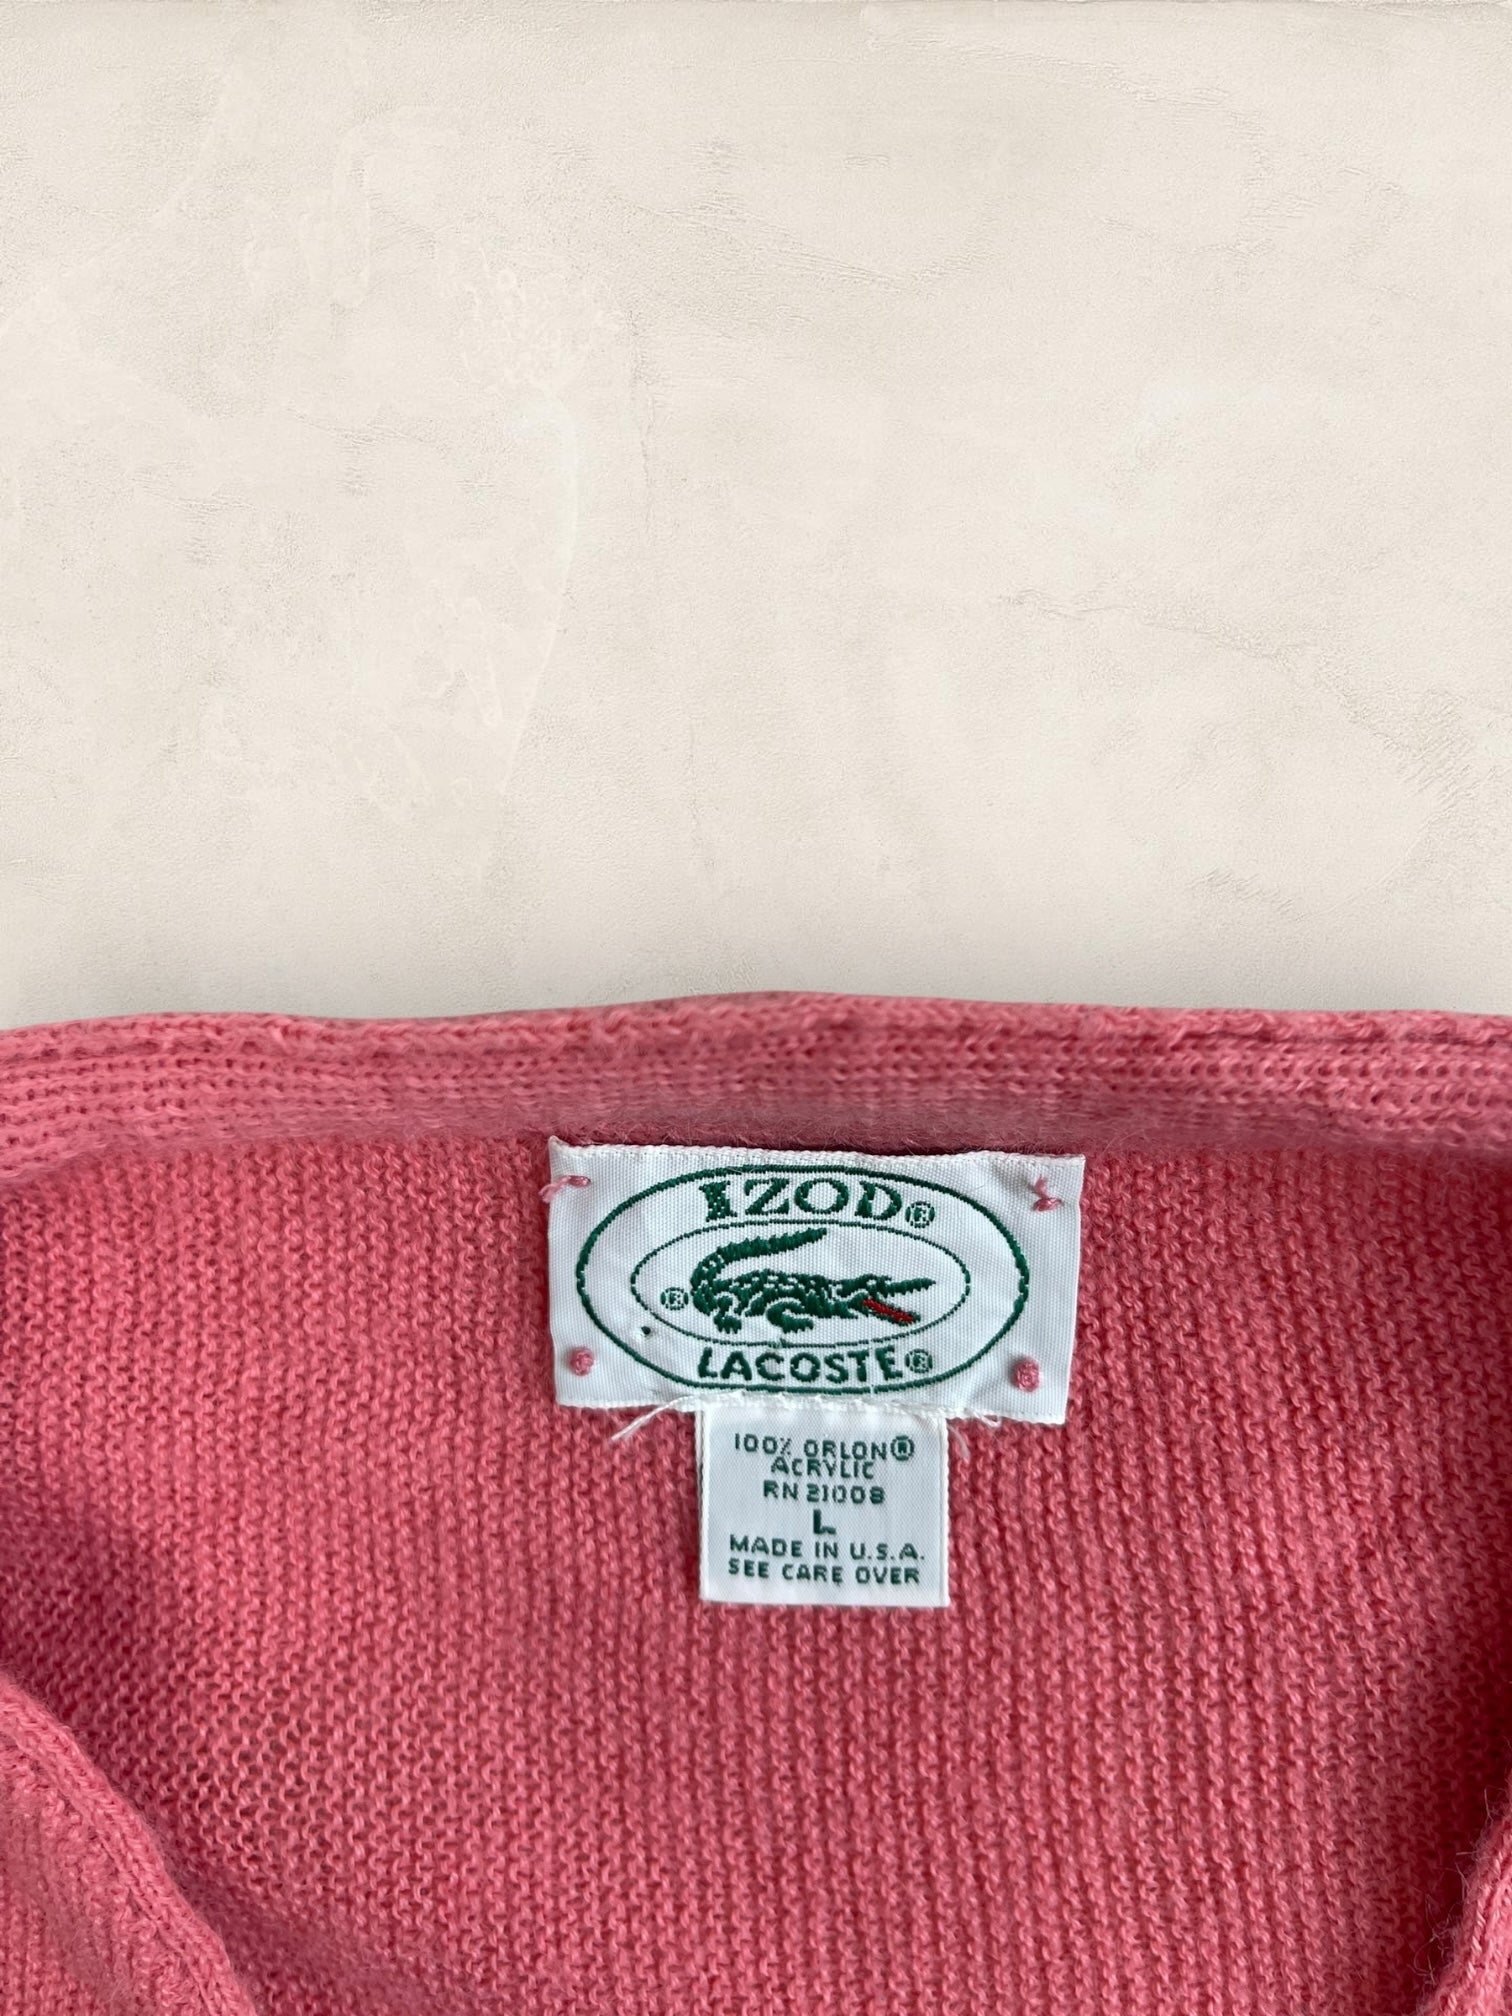 IZOD®
®
LACOSTE®
100% ORLON®
ACRYLIC
RN 21008
L
MADE IN U.S.A.
SEE CARE OVER